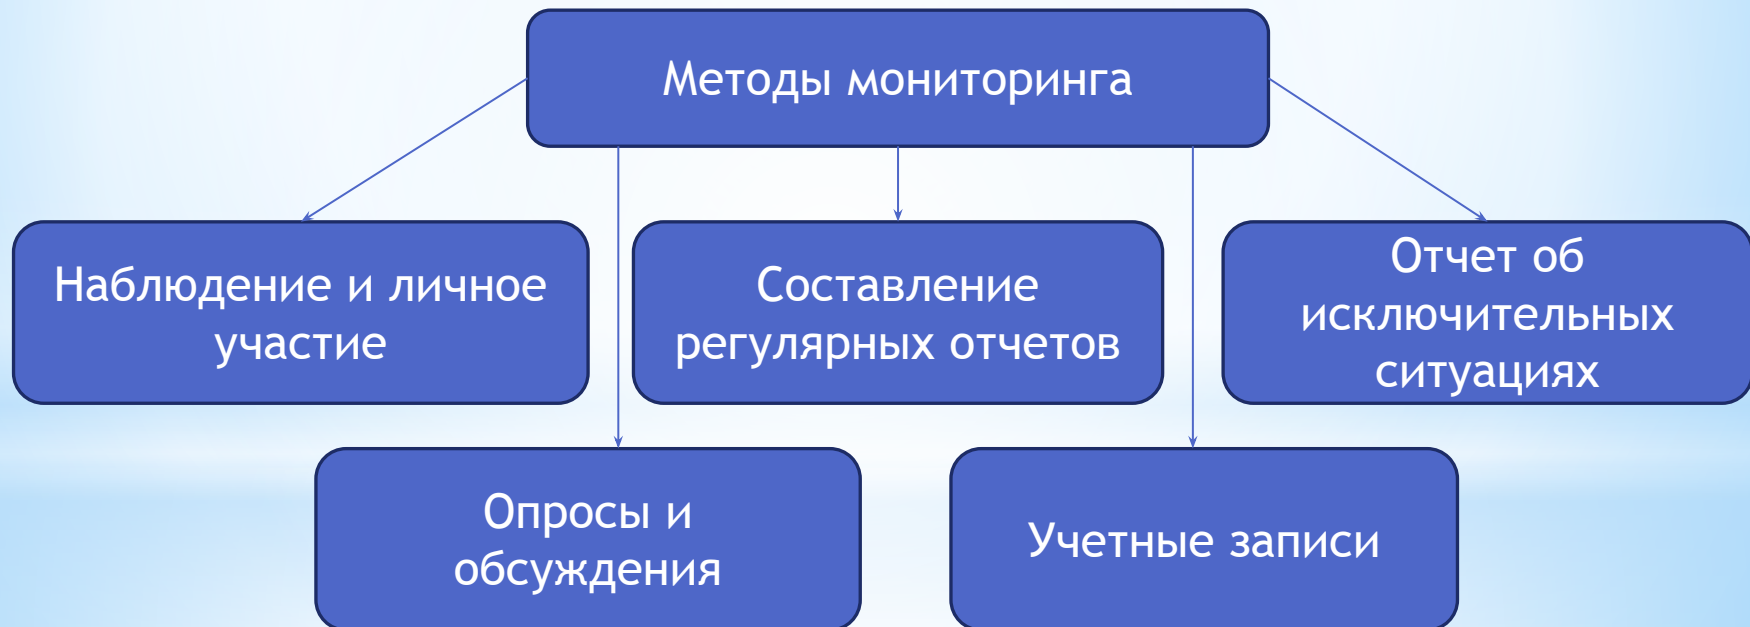 Методы мониторинга
Наблюдение и личное
участие
Составление
регулярных отчетов
Отчет об
исключительных
ситуациях
Опросы и
обсуждения
Учетные записи